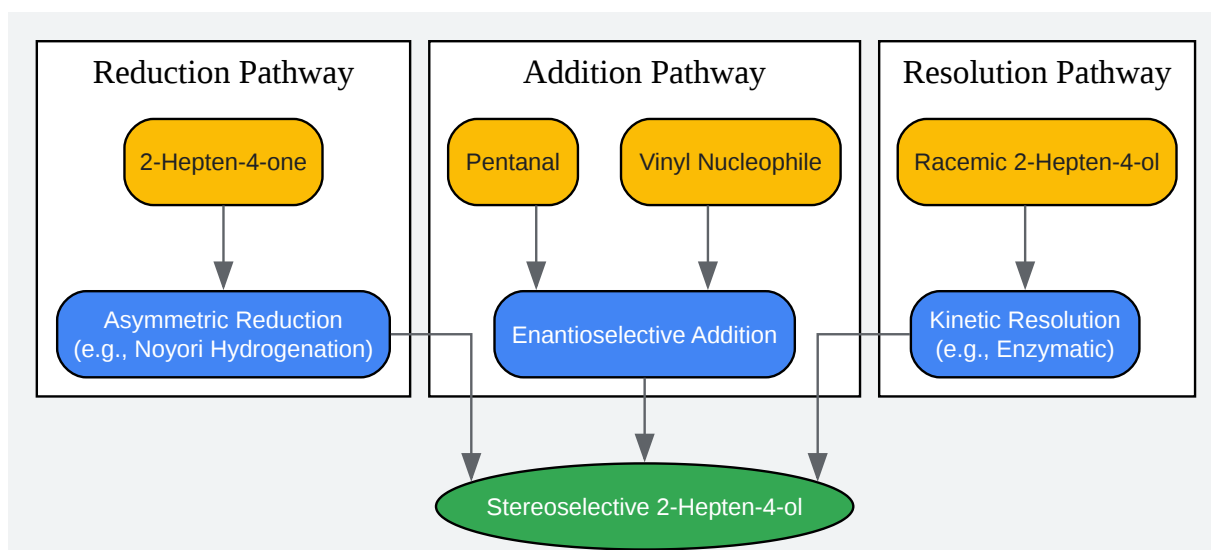 Reduction Pathway
Addition Pathway
Resolution Pathway
2-Hepten-4-one
Pentanal
Vinyl Nucleophile
Racemic 2-Hepten-4-ol
Asymmetric Reduction
(e.g., Noyori Hydrogenation)
Enantioselective Addition
Kinetic Resolution
(e.g., Enzymatic)
Stereoselective 2-Hepten-4-ol